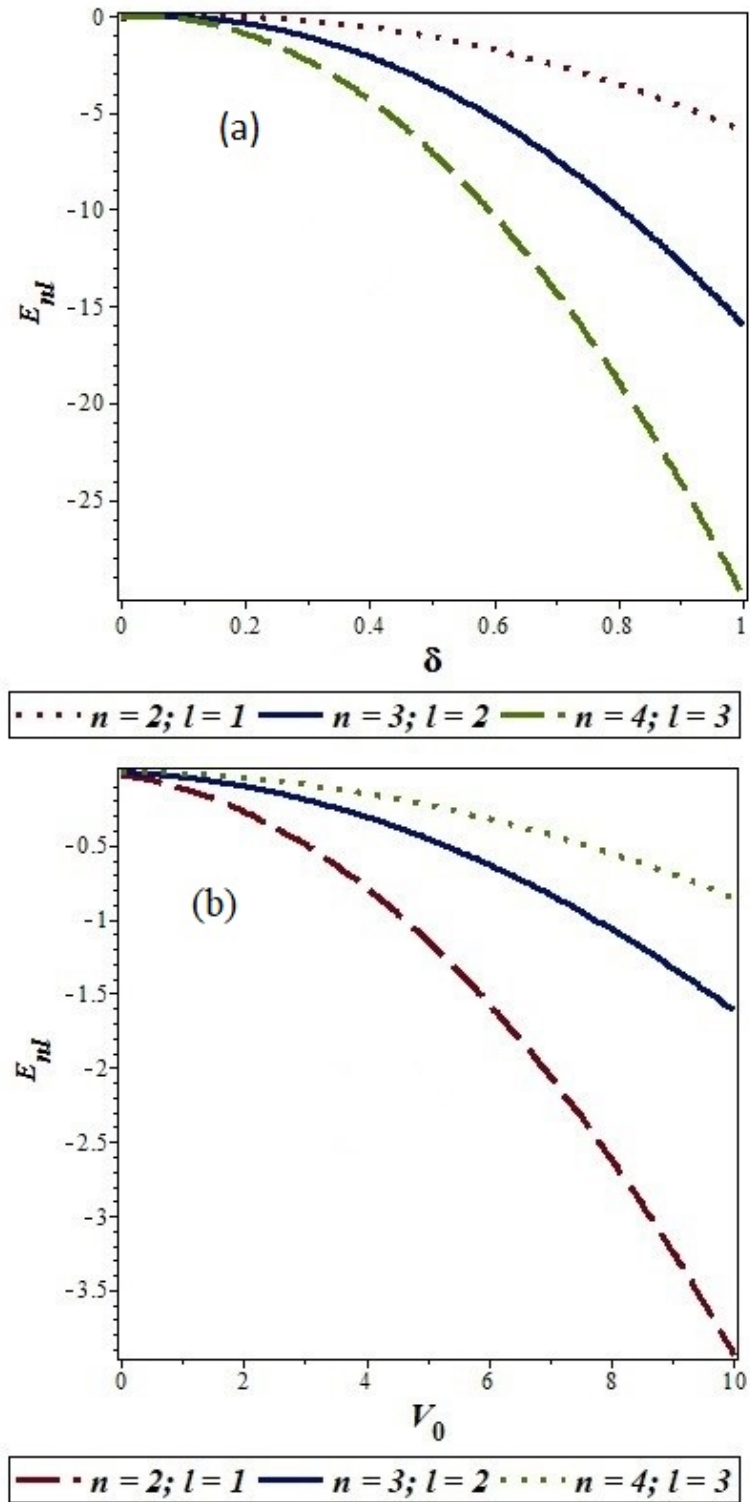 0
-5
(a)
-10
E_nl
-15
-20
-25
0 0.2 0.4 0.6 0.8 1
δ
n = 2; l = 1 n = 3; l = 2 n = 4; l = 3
-0.5
-1
(b)
-1.5
E_nl
-2
-2.5
-3
-3.5
0 2 4 6 8 10
V_0
n = 2; l = 1 n = 3; l = 2 n = 4; l = 3